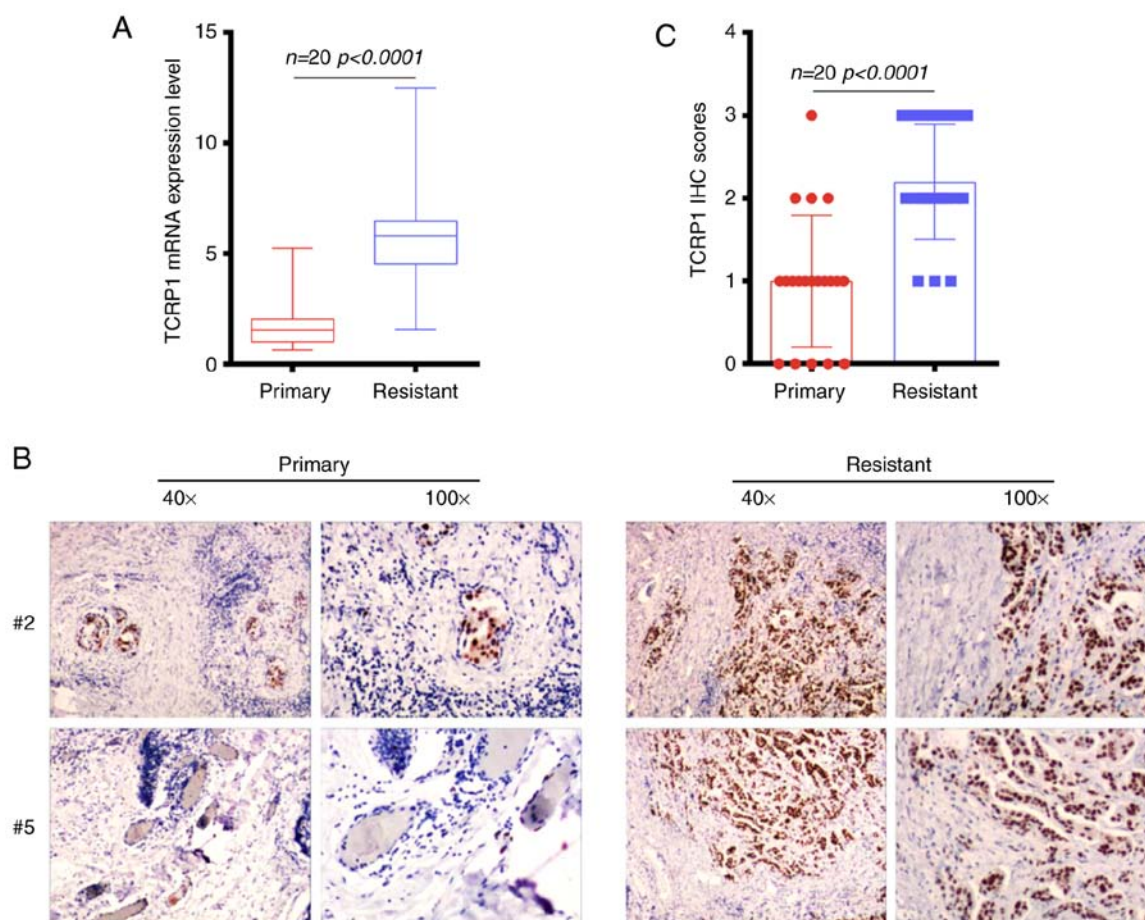 A
TCRP1 mRNA expression level
15
10
5
0
n=20 p<0.0001
Primary
Resistant
C
TCRP1 IHC scores
4
3
2
1
0
n=20 p<0.0001
Primary
Resistant
B
Primary
40×
100×
Resistant
40×
100×
#2
#5